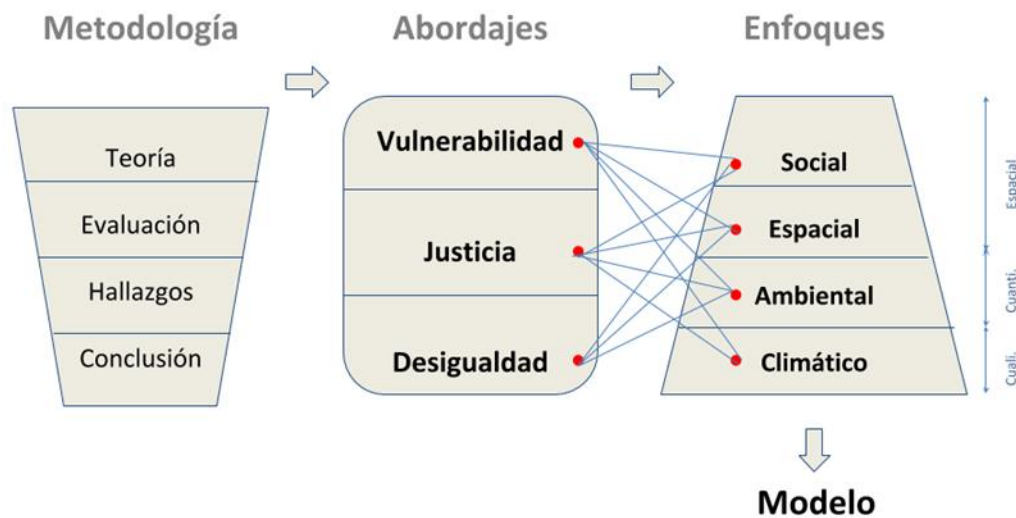 Metodología
Abordajes
Enfoques
Teoría
Evaluación
Hallazgos
Conclusión
Vulnerabilidad
Justicia
Desigualdad
Social
Espacial
Ambiental
Climático
Espacial
Cuanti.
Cuali.
Modelo